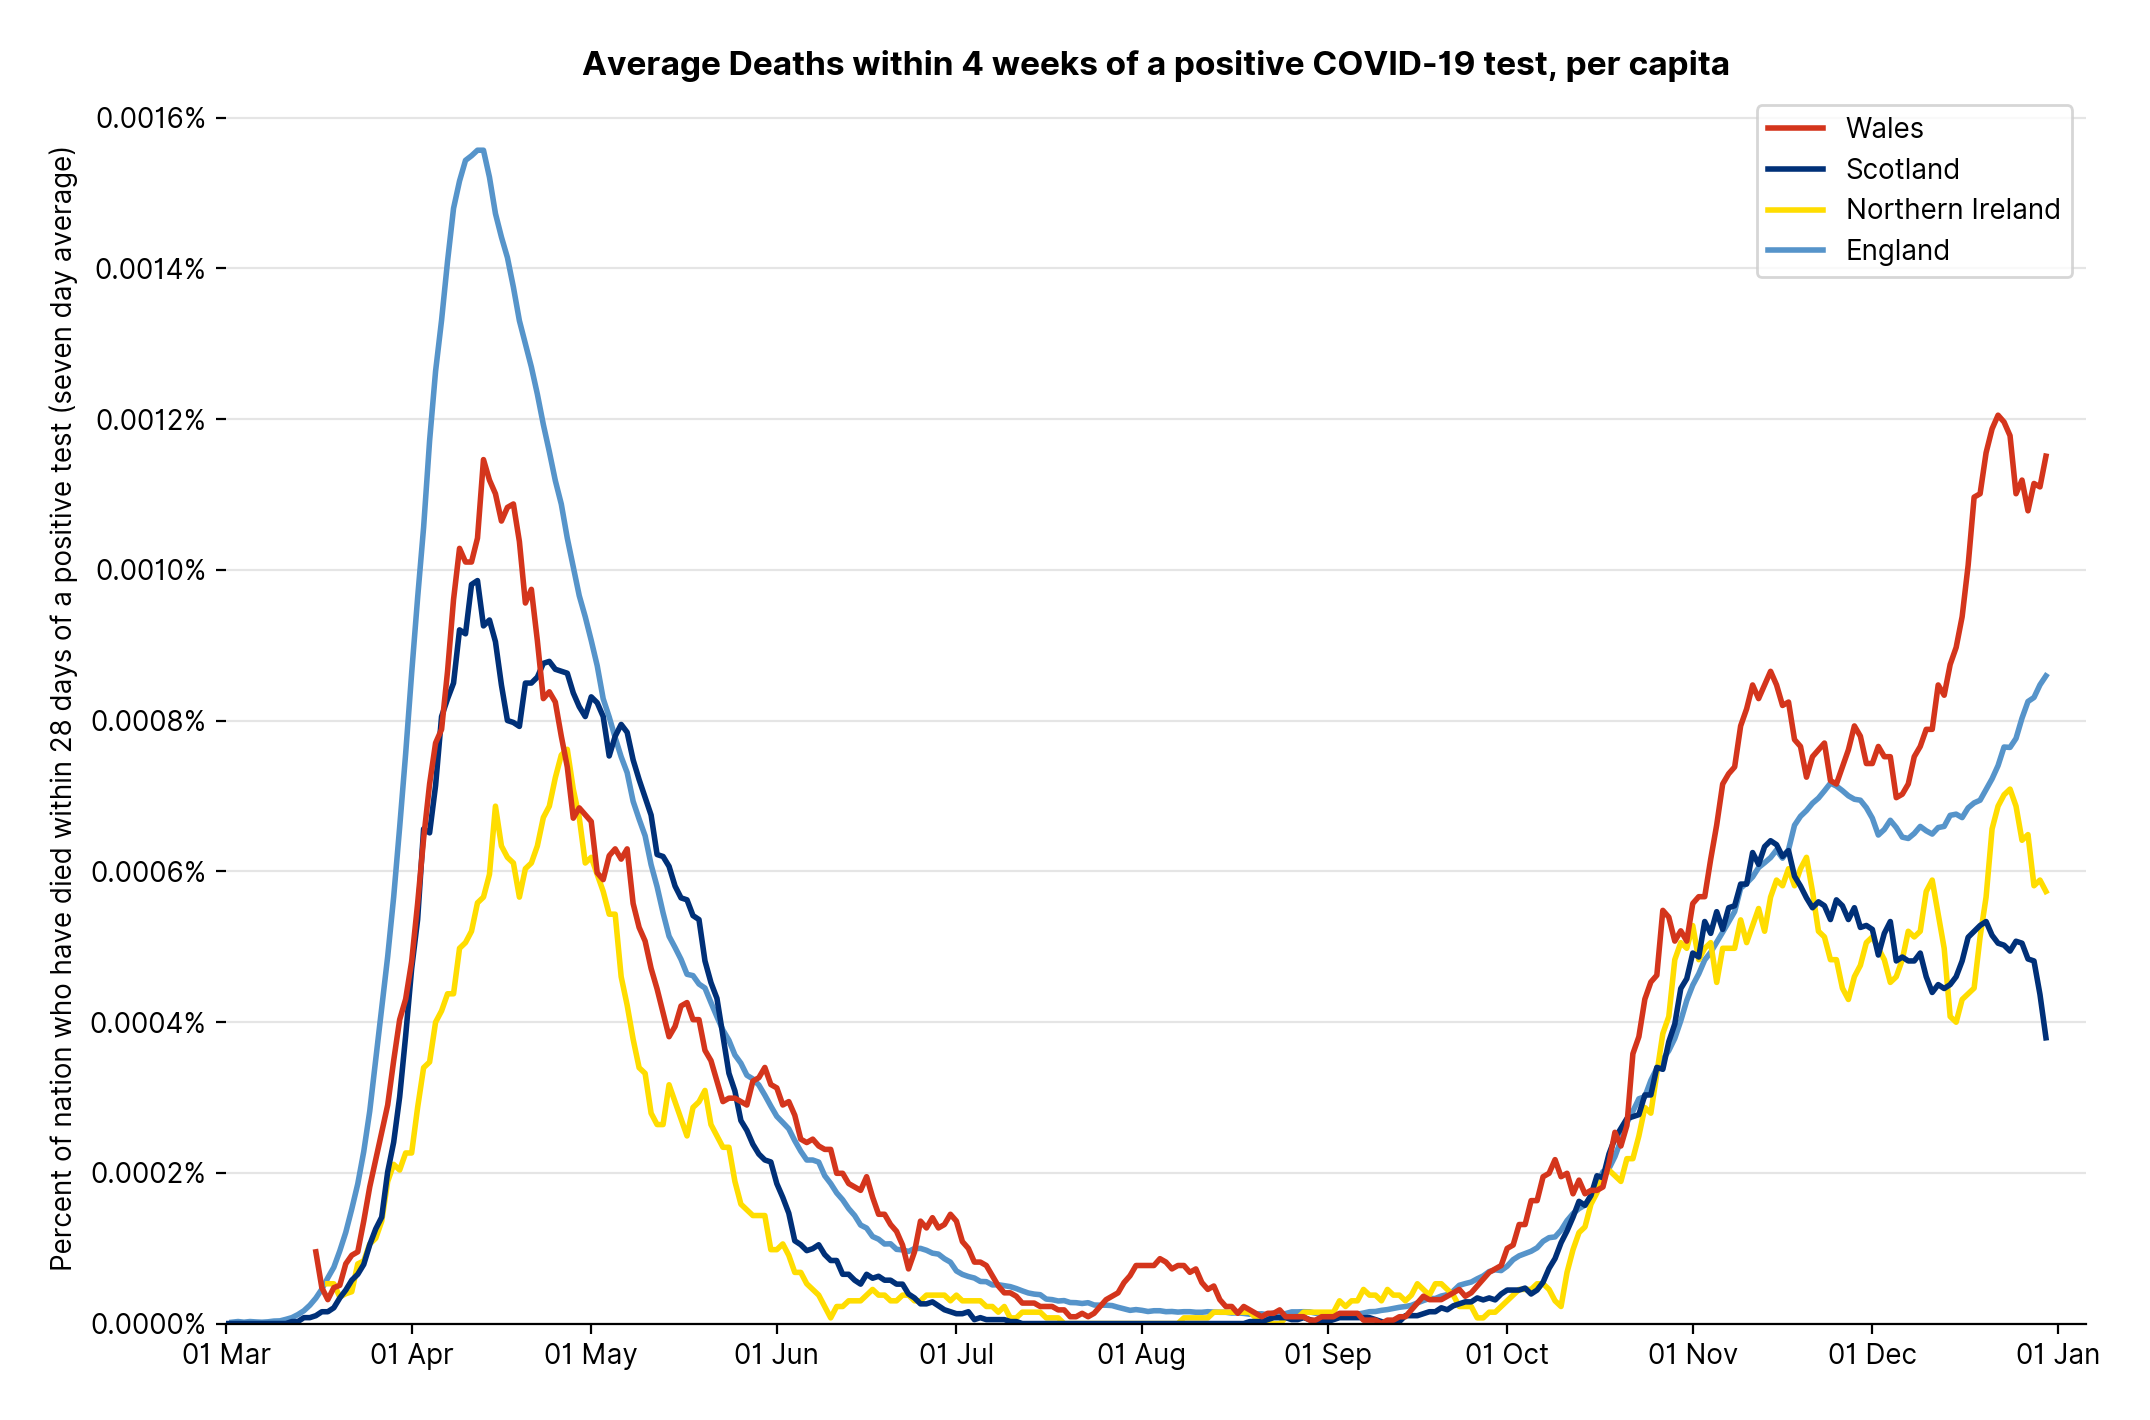 Average Deaths within 4 weeks of a positive COVID-19 test, per capita
Percent of nation who have died within 28 days of a positive test (seven day average)
0.0016%
0.0014%
0.0012%
0.0010%
0.0008%
0.0006%
0.0004%
0.0002%
0.0000%
Wales
Scotland
Northern Ireland
England
01 Mar
01 Apr
01 May
01 Jun
01 Jul
01 Aug
01 Sep
01 Oct
01 Nov
01 Dec
01 Jan